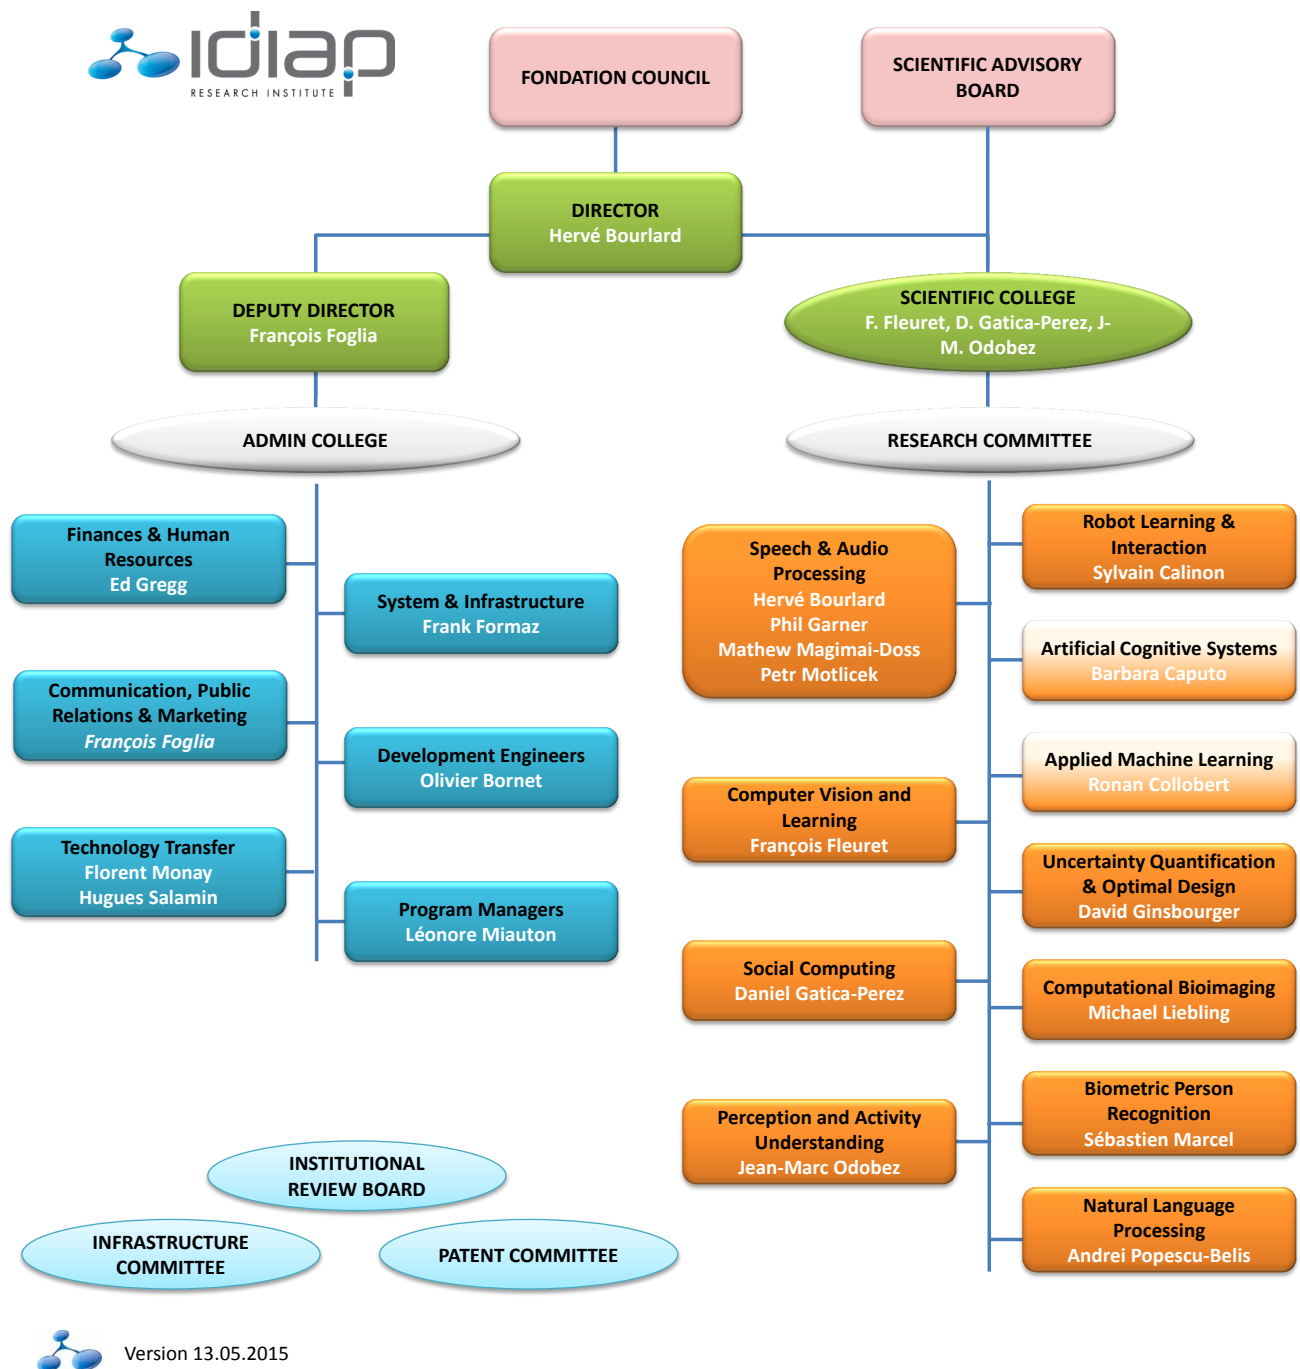 idiap
RESEARCH INSTITUTE
FONDATION COUNCIL
SCIENTIFIC ADVISORY
BOARD
DIRECTOR
Hervé Bourlard
DEPUTY DIRECTOR
François Foglia
SCIENTIFIC COLLEGE
F. Fleuret, D. Gatica-Perez, J-
M. Odobez
ADMIN COLLEGE
RESEARCH COMMITTEE
Finances & Human
Resources
Ed Gregg
System & Infrastructure
Frank Formaz
Communication, Public
Relations & Marketing
François Foglia
Development Engineers
Olivier Bornet
Technology Transfer
Florent Monay
Hugues Salamin
Program Managers
Léonore Miauton
Speech & Audio
Processing
Hervé Bourlard
Phil Garner
Mathew Magimai-Doss
Petr Motlicek
Robot Learning &
Interaction
Sylvain Calinon
Artificial Cognitive Systems
Barbara Caputo
Applied Machine Learning
Ronan Collobert
Computer Vision and
Learning
François Fleuret
Uncertainty Quantification
& Optimal Design
David Ginsbourger
Social Computing
Daniel Gatica-Perez
Computational Bioimaging
Michael Liebling
Biometric Person
Recognition
Sébastien Marcel
Perception and Activity
Understanding
Jean-Marc Odobez
Natural Language
Processing
Andrei Popescu-Belis
INSTITUTIONAL
REVIEW BOARD
INFRASTRUCTURE
COMMITTEE
PATENT COMMITTEE
Version 13.05.2015